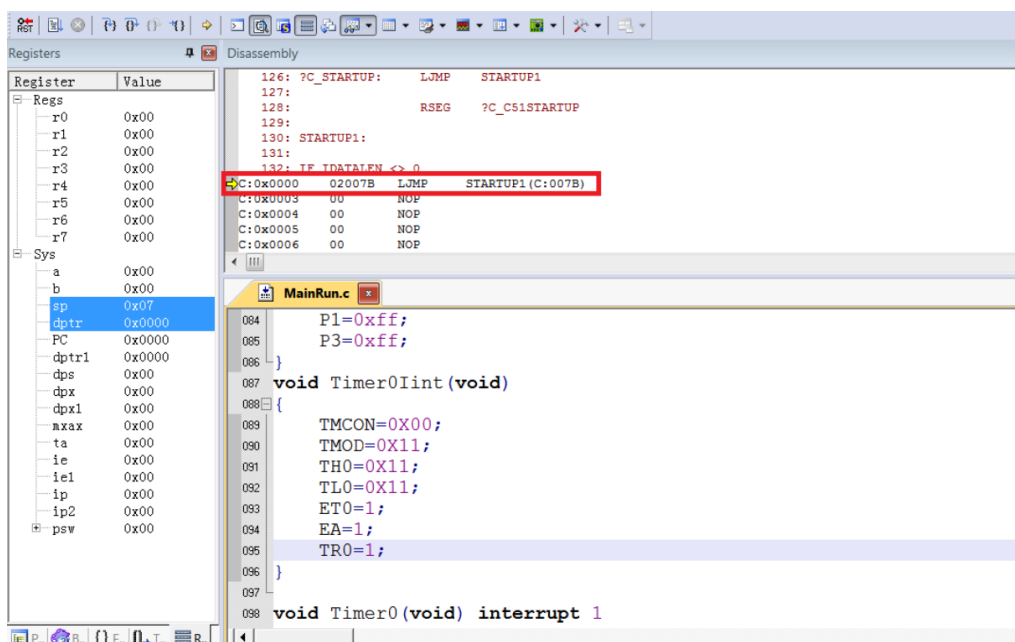 RST
Registers
Register Value
Regs
r0 0x00
r1 0x00
r2 0x00
r3 0x00
r4 0x00
r5 0x00
r6 0x00
r7 0x00
Sys
a 0x00
b 0x00
sp 0x07
dptr 0x0000
PC 0x0000
dptr1 0x0000
dps 0x00
dpx 0x00
dpx1 0x00
mxax 0x00
ta 0x00
ie 0x00
ie1 0x00
ip 0x00
ip2 0x00
psw 0x00
Disassembly
126: ?C_STARTUP: LJMP STARTUP1
127:
128: RSEG ?C_C51STARTUP
129:
130: STARTUP1:
131:
132: IF IDATALEN <> 0
C:0x0000 02007B LJMP STARTUP1(C:007B)
C:0x0003 00 NOP
C:0x0004 00 NOP
C:0x0005 00 NOP
C:0x0006 00 NOP
MainRun.c
084 P1=0xff;
085 P3=0xff;
086 }
087 void Timer0Iint(void)
088 {
089 TMCON=0X00;
090 TMOD=0X11;
091 TH0=0X11;
092 TL0=0X11;
093 ET0=1;
094 EA=1;
095 TR0=1;
096 }
097
098 void Timer0(void) interrupt 1